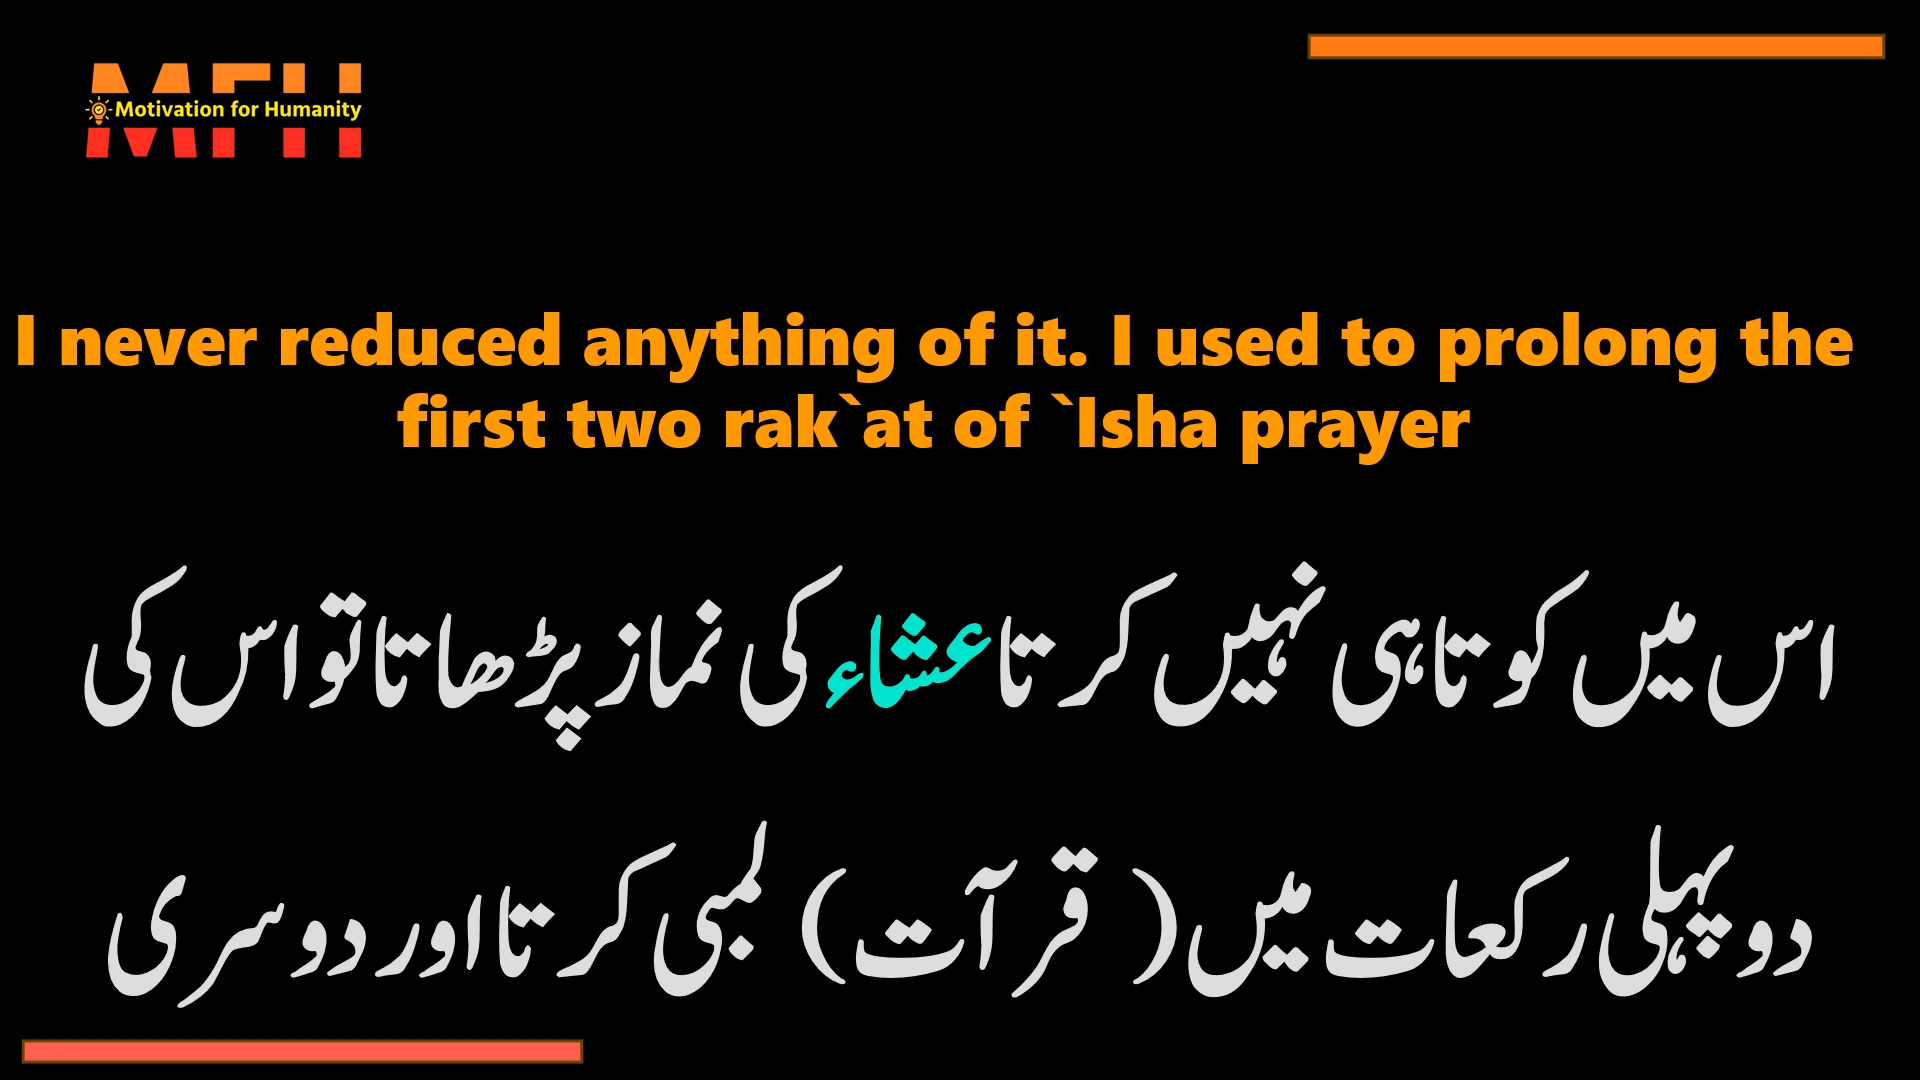 MFH
Motivation for Humanity
I never reduced anything of it. I used to prolong the
first two rak`at of `Isha prayer
اس میں کوتاہی نہیں کرتا عشاء کی نماز پڑھاتا تو اس کی
دو پہلی رکعات میں ( قرآت ) لمبی کرتا اور دوسری